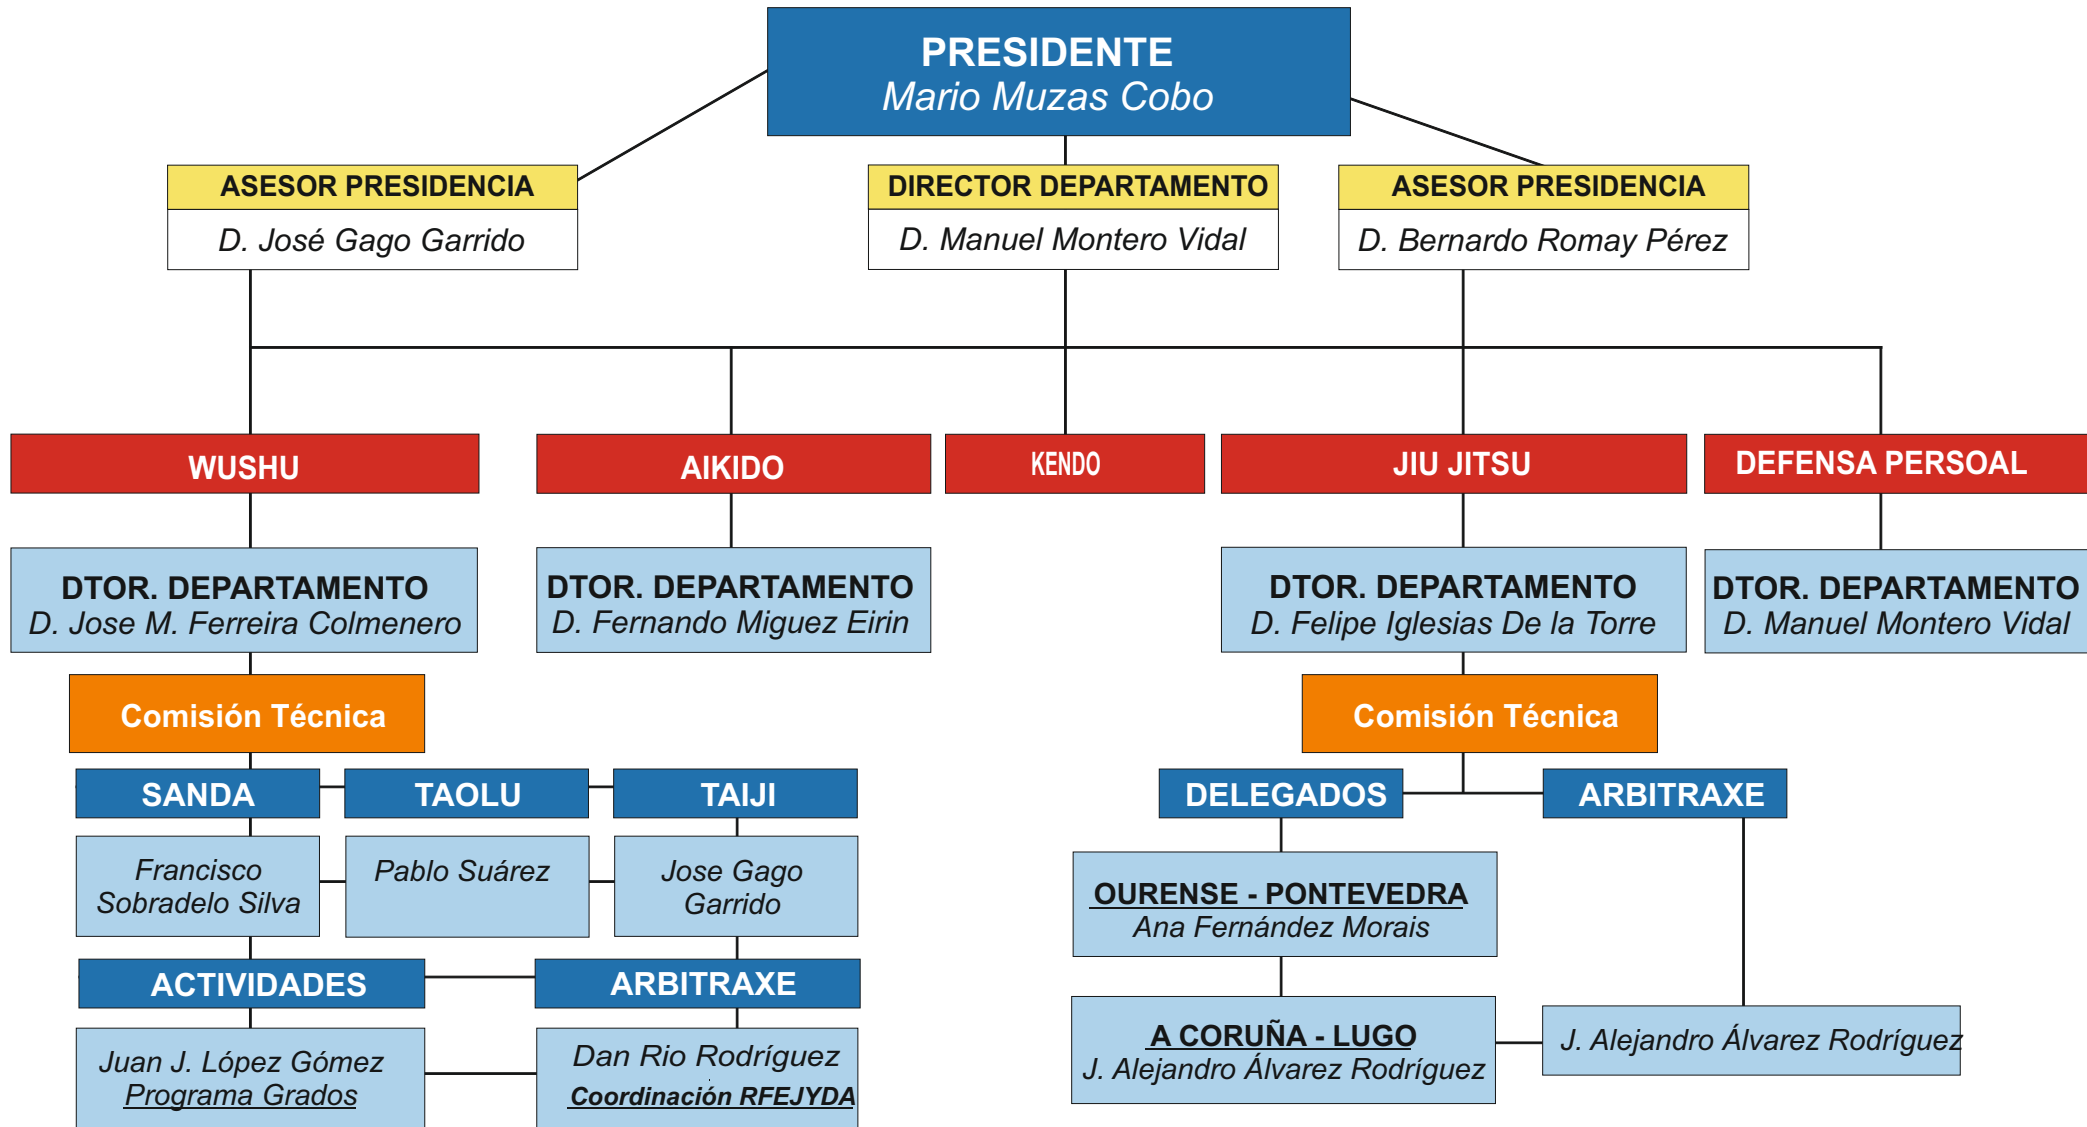 PRESIDENTE
Mario Muzas Cobo
ASESOR PRESIDENCIA
D. José Gago Garrido
DIRECTOR DEPARTAMENTO
D. Manuel Montero Vidal
ASESOR PRESIDENCIA
D. Bernardo Romay Pérez
WUSHU
AIKIDO
KENDO
JIU JITSU
DEFENSA PERSOAL
DTOR. DEPARTAMENTO
D. Jose M. Ferreira Colmenero
DTOR. DEPARTAMENTO
D. Fernando Miguez Eirin
DTOR. DEPARTAMENTO
D. Felipe Iglesias De la Torre
DTOR. DEPARTAMENTO
D. Manuel Montero Vidal
Comisión Técnica
SANDA
TAOLU
TAIJI
Francisco
Sobradelo Silva
Pablo Suárez
Jose Gago
Garrido
ACTIVIDADES
ARBITRAXE
Juan J. López Gómez
Programa Grados
Dan Rio Rodríguez
Coordinación RFEJYDA
Comisión Técnica
DELEGADOS
ARBITRAXE
OURENSE - PONTEVEDRA
Ana Fernández Morais
A CORUÑA - LUGO
J. Alejandro Álvarez Rodríguez
J. Alejandro Álvarez Rodríguez